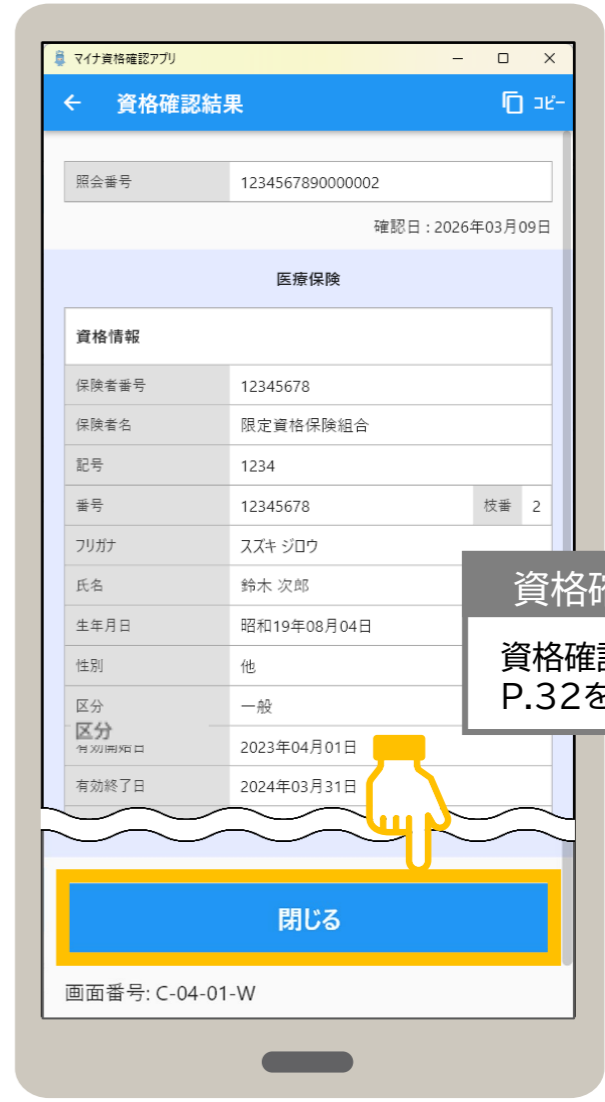 マイナ資格確認アプリ
資格確認結果 コピー
照会番号 1234567890000002
確認日 : 2026年03月09日
医療保険
資格情報
保険者番号 12345678
保険者名 限定資格保険組合
記号 1234
番号 12345678 枝番 2
フリガナ スズキ ジロウ
氏名 鈴木 次郎
資格確
生年月日 昭和19年08月04日
資格確認
性別 他
P.32を
区分 一般
区分
有効開始日 2023年04月01日
有効終了日 2024年03月31日
閉じる
画面番号: C-04-01-W